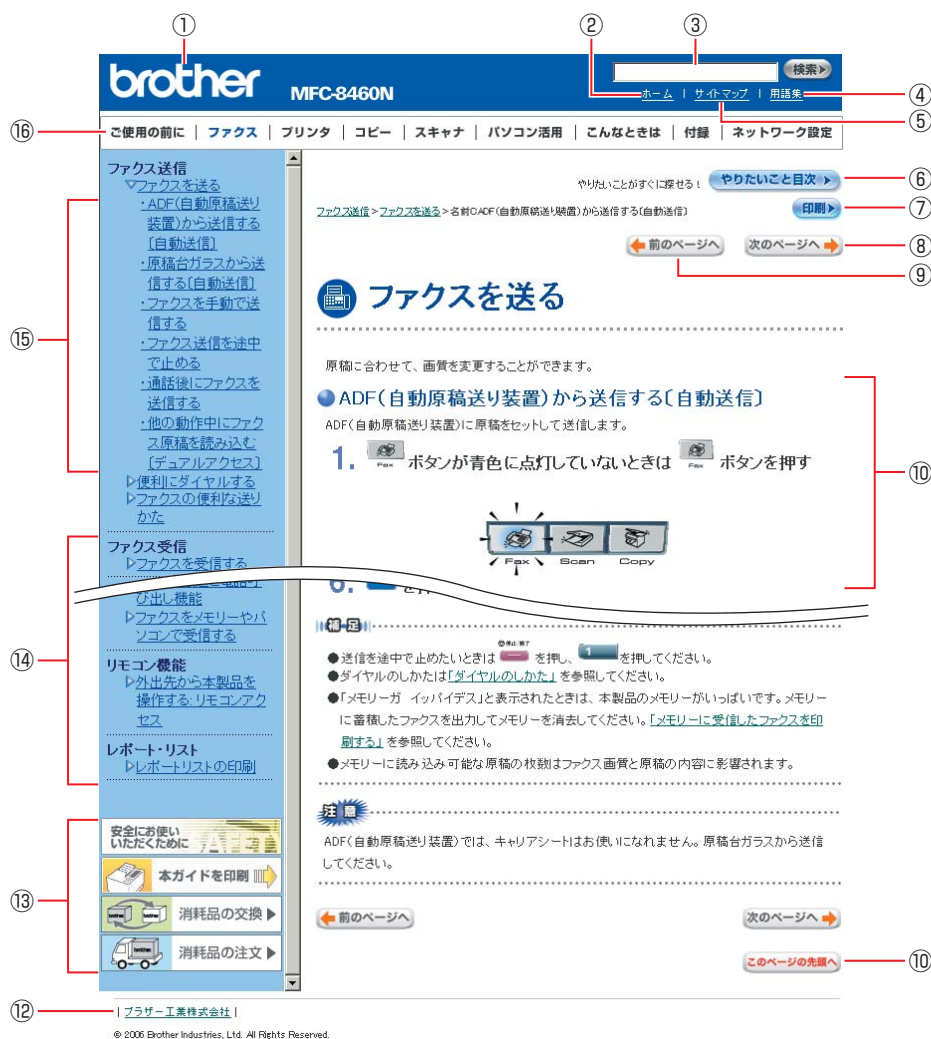 ① ② ③
brother MFC-8460N
検索
ホーム | サイトマップ | 用語集 ④
⑤
⑯ ご使用の前に | ファクス | プリンタ | コピー | スキャナ | パソコン活用 | こんなときは | 付録 | ネットワーク設定
ファクス送信
▽ファクスを送る
・ADF(自動原稿送り
装置)から送信する
〔自動送信〕
・原稿台ガラスから送
信する〔自動送信〕
・ファクスを手動で送
信する
⑮
・ファクス送信を途中
で止める
・通話後にファクスを
送信する
・他の動作中にファク
ス原稿を読み込む
〔デュアルアクセス〕
▷便利にダイヤルする
▷ファクスの便利な送り
かた
ファクス受信
▷ファクスを受信する
び出し機能
▷ファクスをメモリーやパ
ソコンで受信する
⑭
リモコン機能
▷外出先から本製品を
操作する:リモコンアク
セス
レポート・リスト
▷レポートリストの印刷
安全にお使い
いただくために
本ガイドを印刷
⑬
消耗品の交換
消耗品の注文
やりたいことがすぐに探せる! やりたいこと目次 ⑥
ファクス送信>ファクスを送る>名前CADF(自動原稿送り装置)から送信する〔自動送信〕 印刷 ⑦
前のページへ 次のページへ ⑧
⑨
ファクスを送る
原稿に合わせて、画質を変更することができます。
ADF(自動原稿送り装置)から送信する〔自動送信〕
ADF(自動原稿送り装置)に原稿をセットして送信します。
1. Fax ボタンが青色に点灯していないときは Fax ボタンを押す
⑩
Fax Scan Copy
補足
●送信を途中で止めたいときは 停止/終了 を押し、1 を押してください。
●ダイヤルのしかたは「ダイヤルのしかた」を参照してください。
●「メモリーガ イッパイデス」と表示されたときは、本製品のメモリーがいっぱいです。メモリー
に蓄積したファクスを出力してメモリーを消去してください。「メモリーに受信したファクスを印
刷する」を参照してください。
●メモリーに読み込み可能な原稿の枚数はファクス画質と原稿の内容に影響されます。
注意
ADF(自動原稿送り装置)では、キャリアシートはお使いになれません。原稿台ガラスから送信
してください。
前のページへ 次のページへ
このページの先頭へ ⑩
⑫ | ブラザー工業株式会社 |
© 2006 Brother Industries, Ltd. All Rights Reserved.